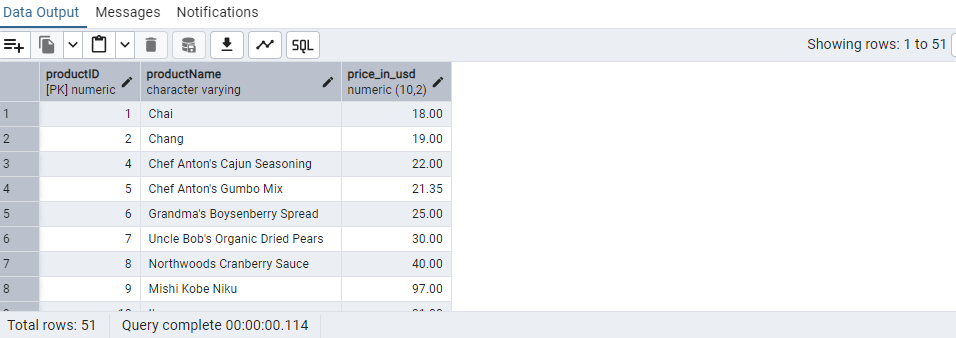 Data Output Messages Notifications
SQL
Showing rows: 1 to 51
productID productName price_in_usd
[PK] numeric character varying numeric (10,2)
1 1 Chai 18.00
2 2 Chang 19.00
3 4 Chef Anton's Cajun Seasoning 22.00
4 5 Chef Anton's Gumbo Mix 21.35
5 6 Grandma's Boysenberry Spread 25.00
6 7 Uncle Bob's Organic Dried Pears 30.00
7 8 Northwoods Cranberry Sauce 40.00
8 9 Mishi Kobe Niku 97.00
Total rows: 51 Query complete 00:00:00.114